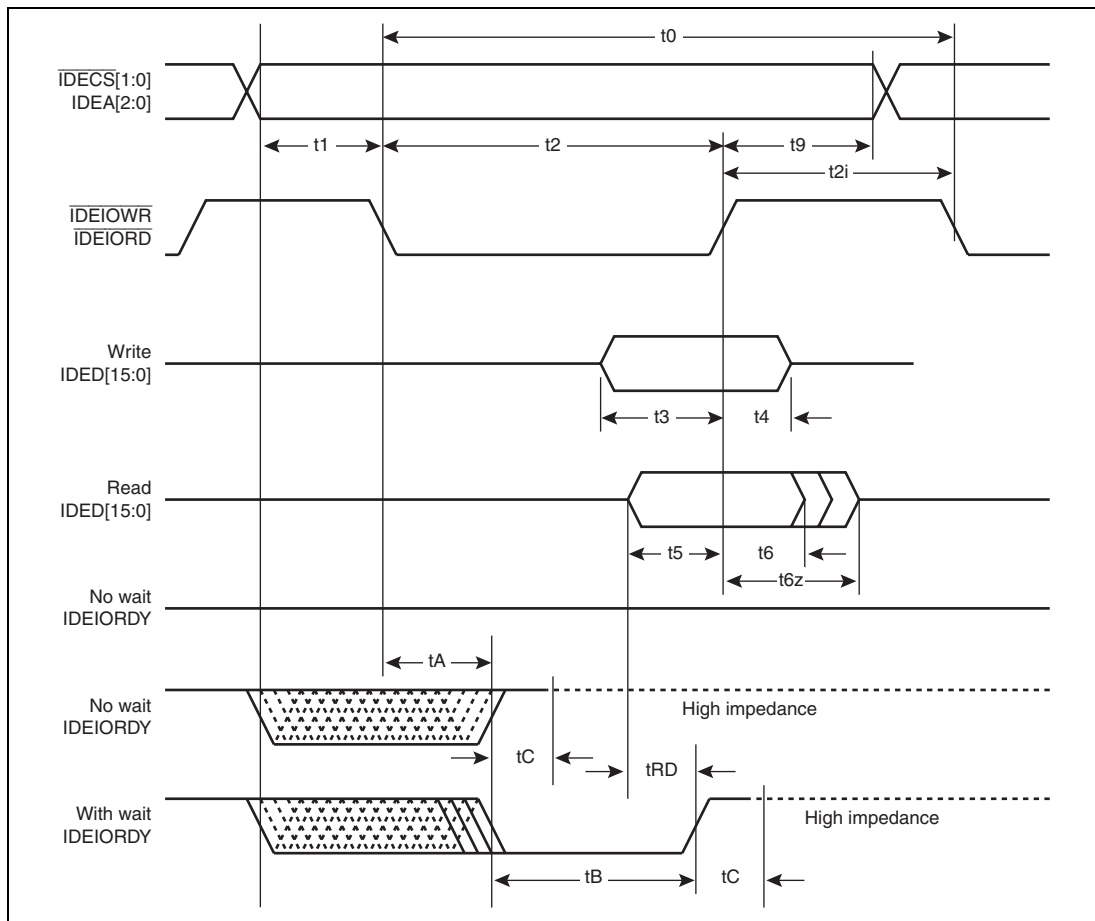 t0
IDECS[1:0]
IDEA[2:0]
t1
t2
t9
t2i
IDEIOWR
IDEIORD
Write
IDED[15:0]
t3
t4
Read
IDED[15:0]
t5
t6
t6z
No wait
IDEIORDY
tA
No wait
IDEIORDY
High impedance
tC
tRD
With wait
IDEIORDY
High impedance
tB
tC